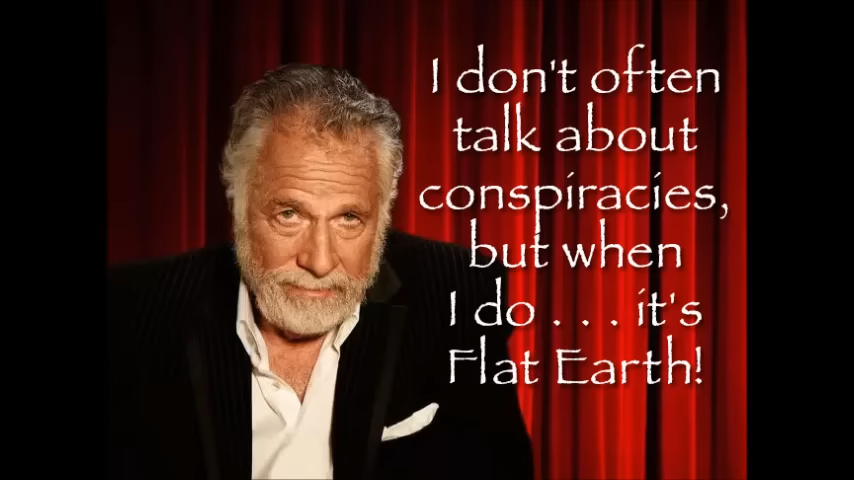 I don't often
talk about
conspiracies,
but when
I do . . . it's
Flat Earth!